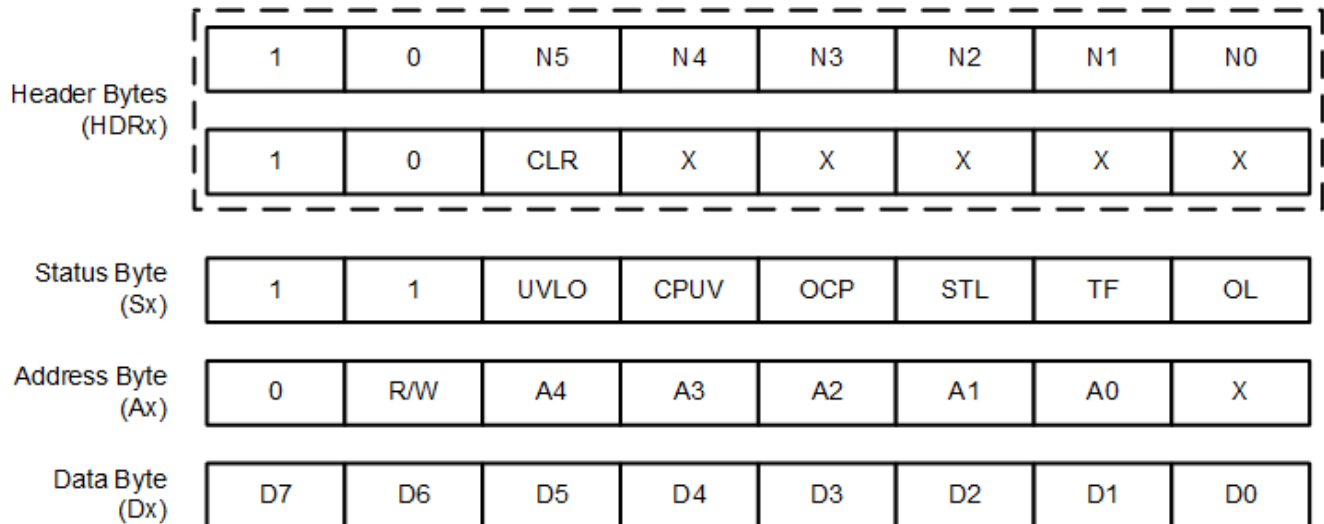 1 0 N5 N4 N3 N2 N1 N0
Header Bytes
(HDRx)
1 0 CLR X X X X X
Status Byte
(Sx)
1 1 UVLO CPUV OCP STL TF OL
Address Byte
(Ax)
0 R/W A4 A3 A2 A1 A0 X
Data Byte
(Dx)
D7 D6 D5 D4 D3 D2 D1 D0